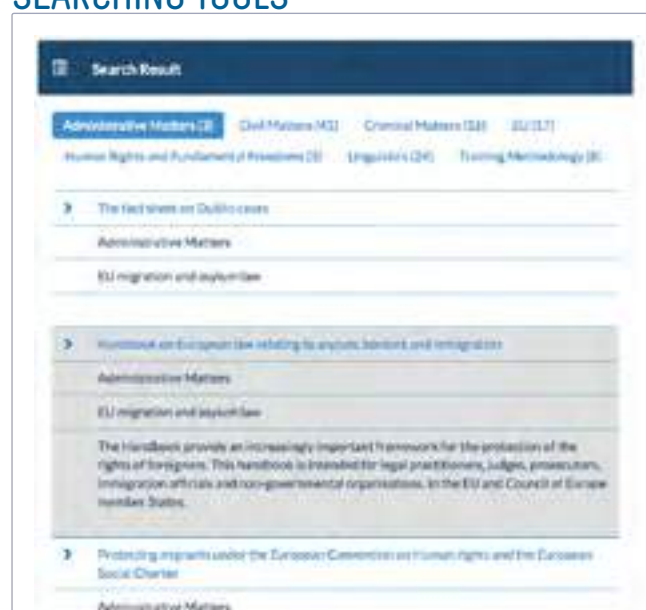 SEARCHING TOOLS
Search Result
Administrative Matters (3) Civil Matters Criminal Matters EU (17)
Human Rights and Fundamental Freedoms Linguistics (24) Training Methodology (8)
The fact sheet on Dublin cases
Administrative Matters
EU migration and asylum law
Handbook on European law relating to asylum, borders and immigration
Administrative Matters
EU migration and asylum law
The Handbook provide an increasingly important framework for the protection of the
rights of foreigners. This handbook is intended for legal practitioners, judges, prosecutors,
immigration officials and non-governmental organisations, in the EU and Council of Europe
member States.
Protecting migrants under the European Convention on Human rights and the European
Social Charter
Administrative Matters